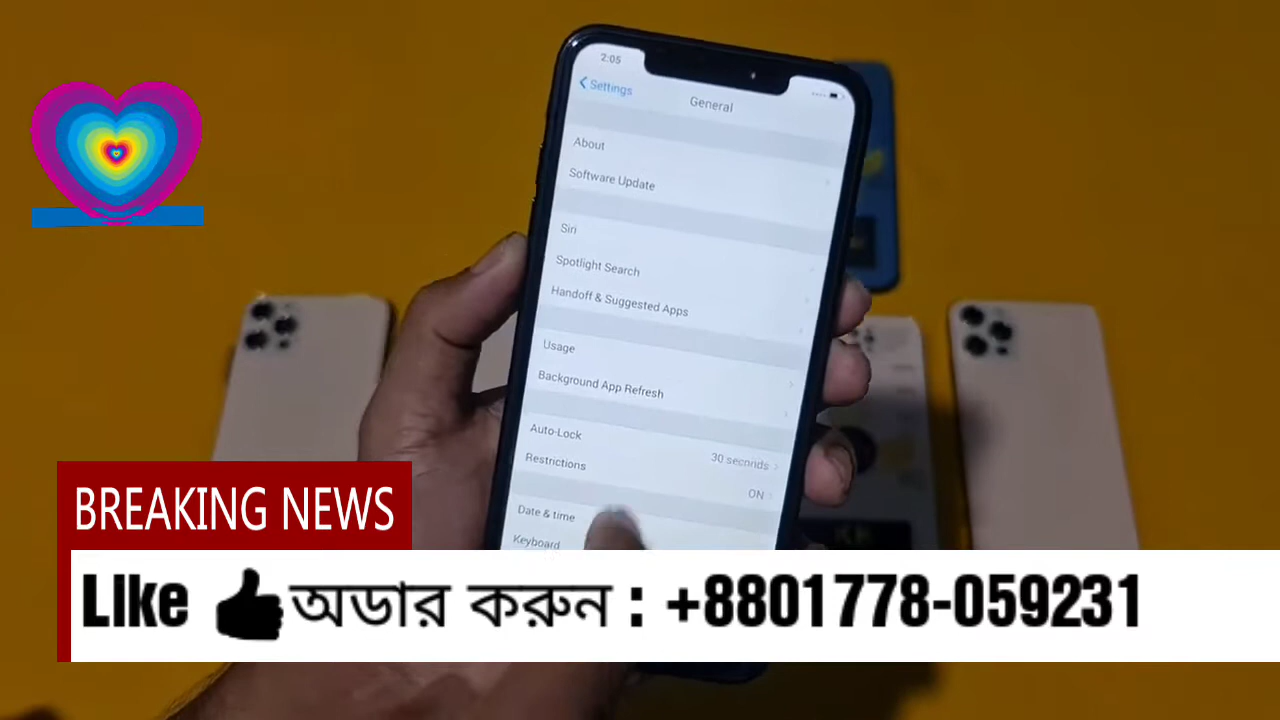 2:05
Settings
General
About
Software Update
Siri
Spotlight Search
Handoff & Suggested Apps
Usage
Background App Refresh
Auto-Lock
30 seconds
Restrictions
ON
Date & time
Keyboard
BREAKING NEWS
LIke অডার করুন : +8801778-059231